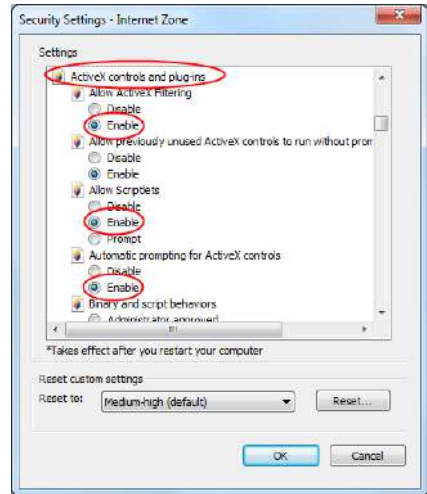 Security Settings - Internet Zone
Settings
ActiveX controls and plug-ins
Allow ActiveX Filtering
Disable
Enable
Allow previously unused ActiveX controls to run without pron
Disable
Enable
Allow Scriptlets
Disable
Enable
Prompt
Automatic prompting for ActiveX controls
Disable
Enable
Binary and script behaviors
Administrator approved
*Takes effect after you restart your computer
Reset custom settings
Reset to:
Medium-high (default)
Reset...
OK
Cancel